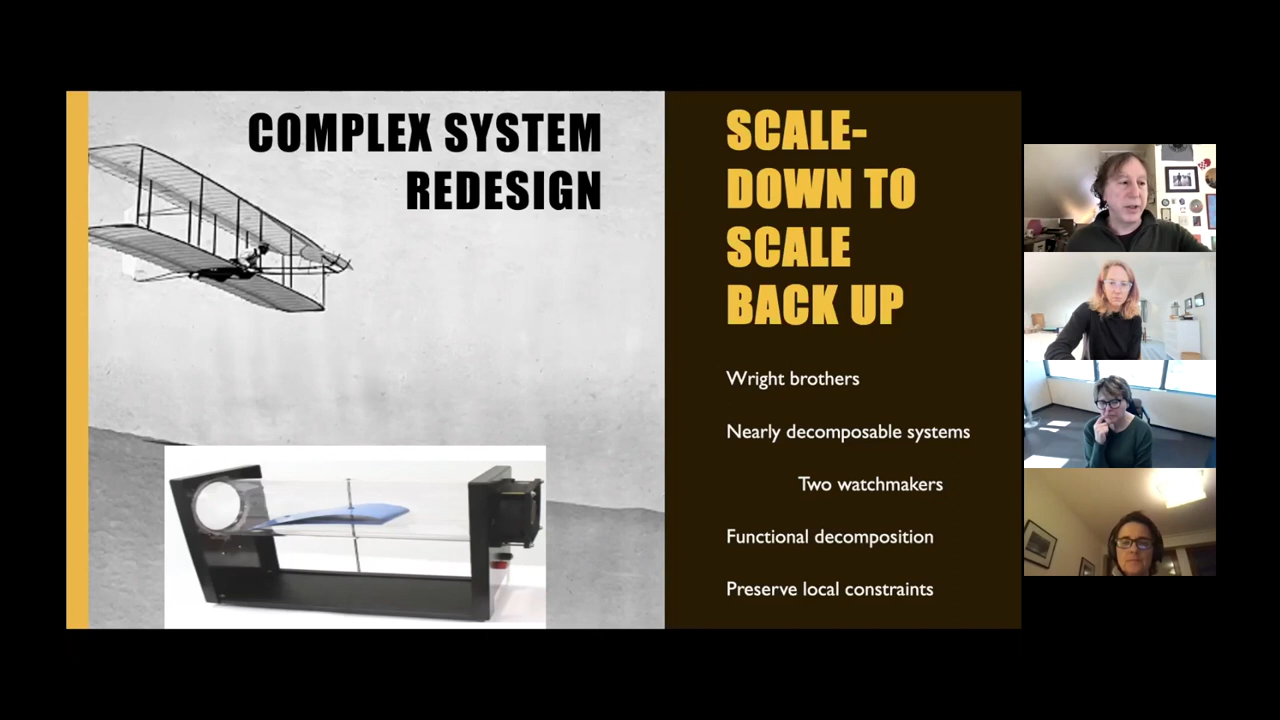 COMPLEX SYSTEM
REDESIGN
SCALE-
DOWN TO
SCALE
BACK UP
Wright brothers
Nearly decomposable systems
Two watchmakers
Functional decomposition
Preserve local constraints